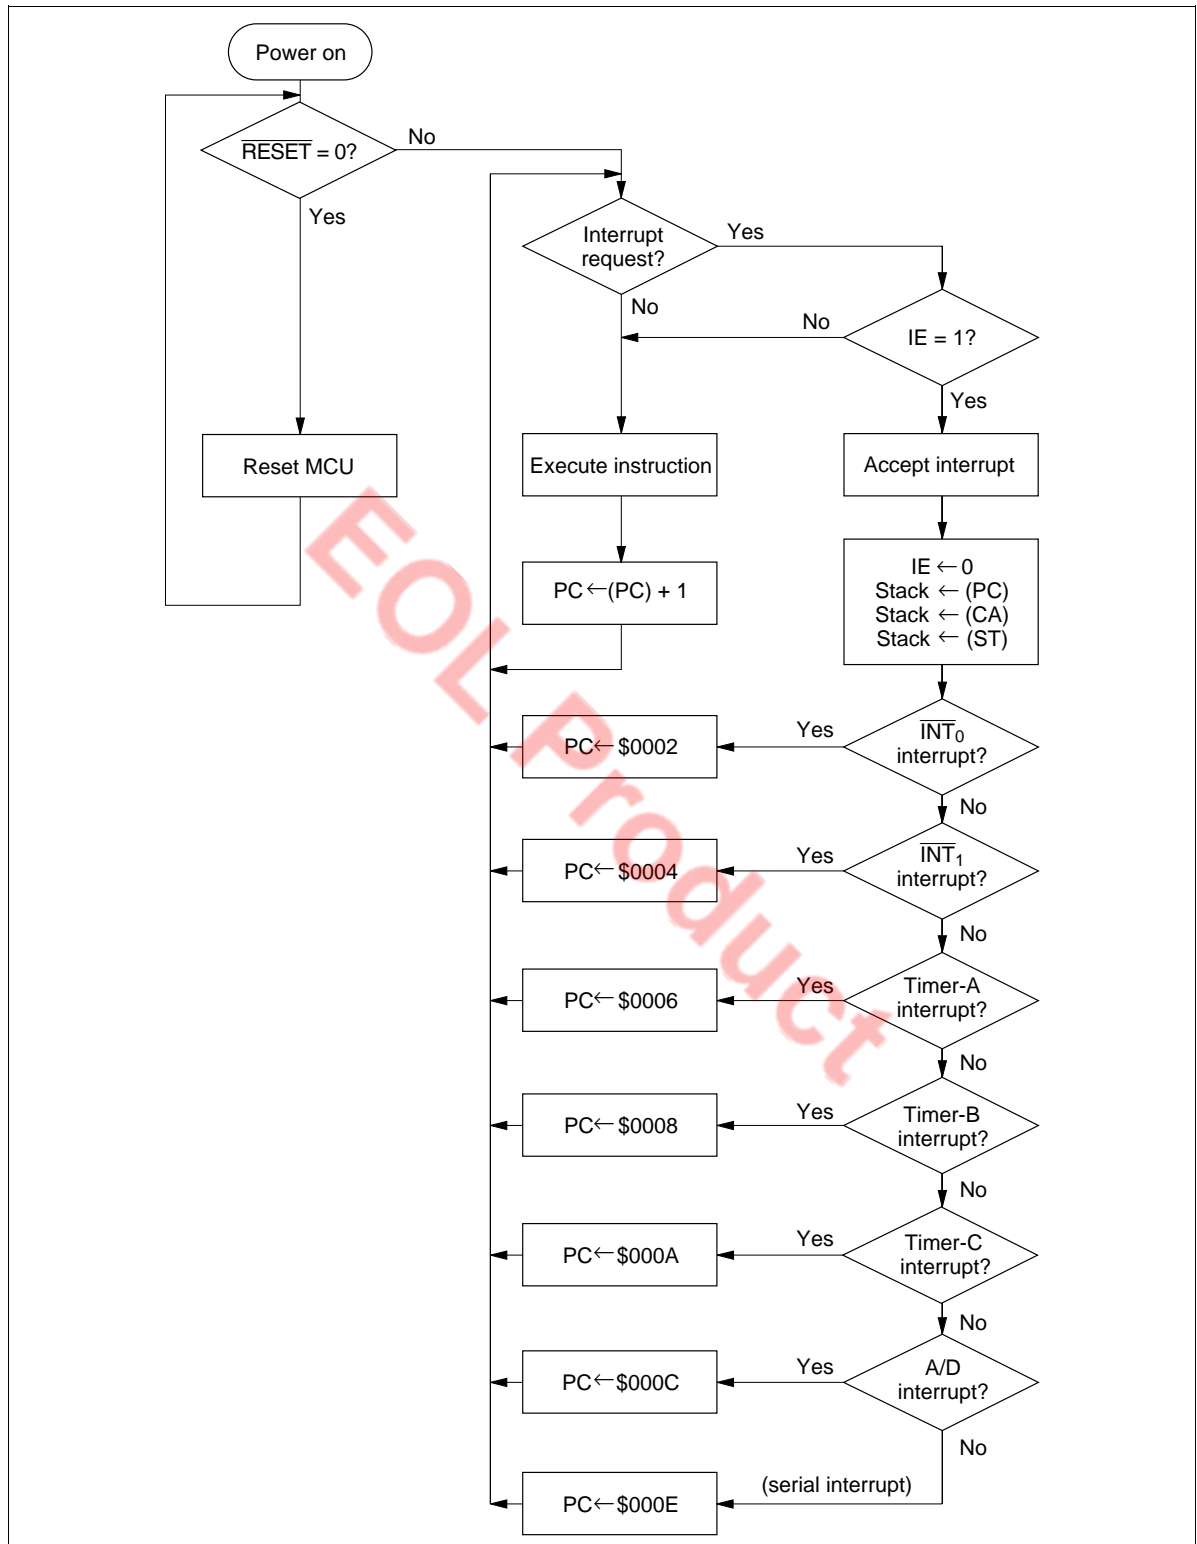 Power on
RESET = 0?
No
Yes
Interrupt
request?
Yes
No
No
IE = 1?
Yes
Reset MCU
Execute instruction
Accept interrupt
PC←(PC) + 1
IE ← 0
Stack ← (PC)
Stack ← (CA)
Stack ← (ST)
PC← $0002
Yes
INT0
interrupt?
No
PC← $0004
Yes
INT1
interrupt?
No
PC← $0006
Yes
Timer-A
interrupt?
No
PC← $0008
Yes
Timer-B
interrupt?
No
PC← $000A
Yes
Timer-C
interrupt?
No
PC← $000C
Yes
A/D
interrupt?
No
PC← $000E
(serial interrupt)
EOL Product